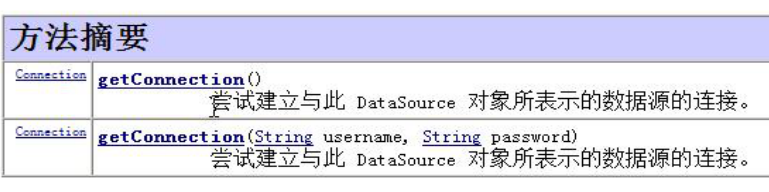 方法摘要
Connection getConnection()
尝试建立与此 DataSource 对象所表示的数据源的连接。
Connection getConnection(String username, String password)
尝试建立与此 DataSource 对象所表示的数据源的连接。